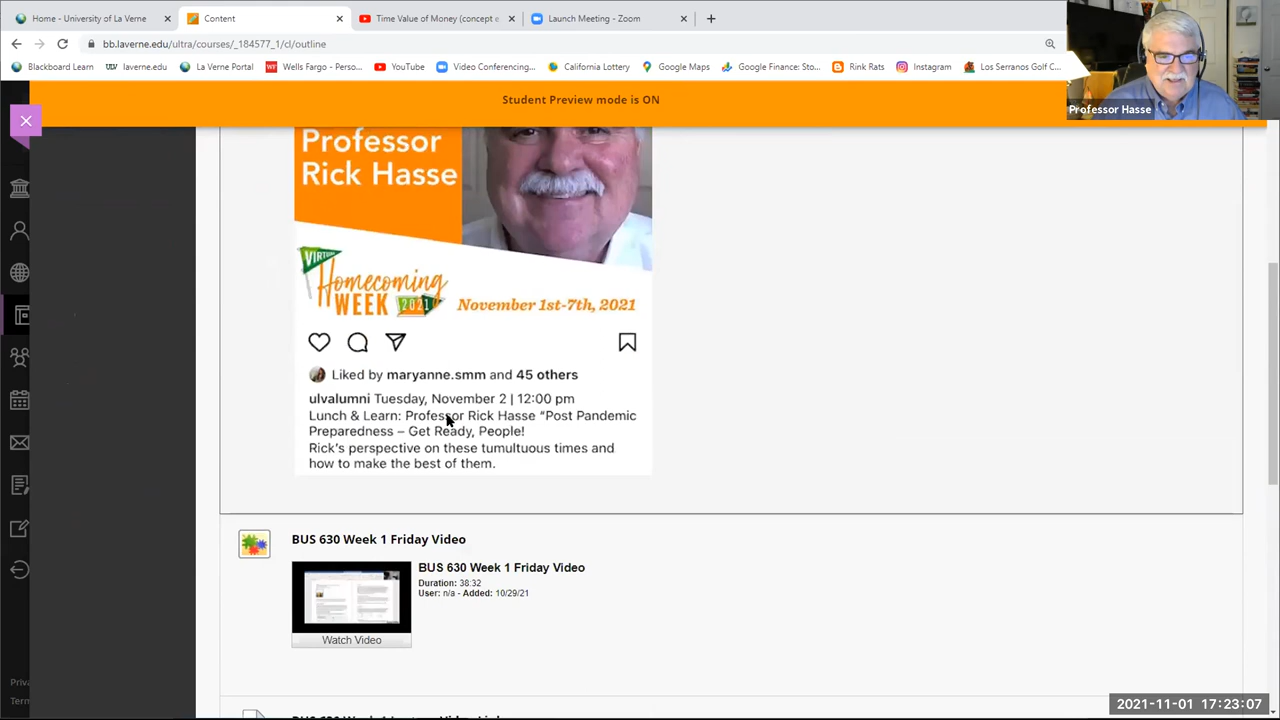 Home - University of La Verne
Content
Time Value of Money (concept e
Launch Meeting - Zoom
bb.laverne.edu/ultra/courses/_184577_1/cl/outline
Blackboard Learn
laverne.edu
La Verne Portal
Wells Fargo - Perso...
YouTube
Video Conferencing...
California Lottery
Google Maps
Google Finance: Sto...
Rink Rats
Instagram
Los Serranos Golf C...
Professor Hasse
Student Preview mode is ON
Professor
Rick Hasse
VIRTUAL
Homecoming
WEEK 2021
November 1st-7th, 2021
Liked by maryanne.smm and 45 others
ulvalumni Tuesday, November 2 | 12:00 pm
Lunch & Learn: Professor Rick Hasse “Post Pandemic
Preparedness – Get Ready, People!
Rick's perspective on these tumultuous times and
how to make the best of them.
BUS 630 Week 1 Friday Video
BUS 630 Week 1 Friday Video
Duration: 38:32
User: n/a - Added: 10/29/21
Watch Video
Priva
Term
2021-11-01 17:23:07